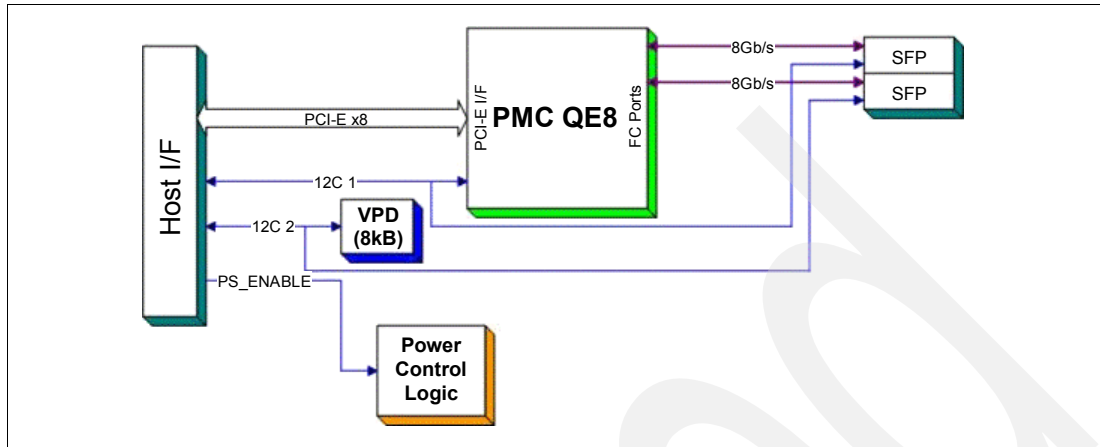 8Gb/s
SFP
8Gb/s
SFP
Host I/F
PCI-E x8
PCI-E I/F
PMC QE8
FC Ports
12C 1
12C 2
VPD
(8kB)
PS_ENABLE
Power
Control
Logic